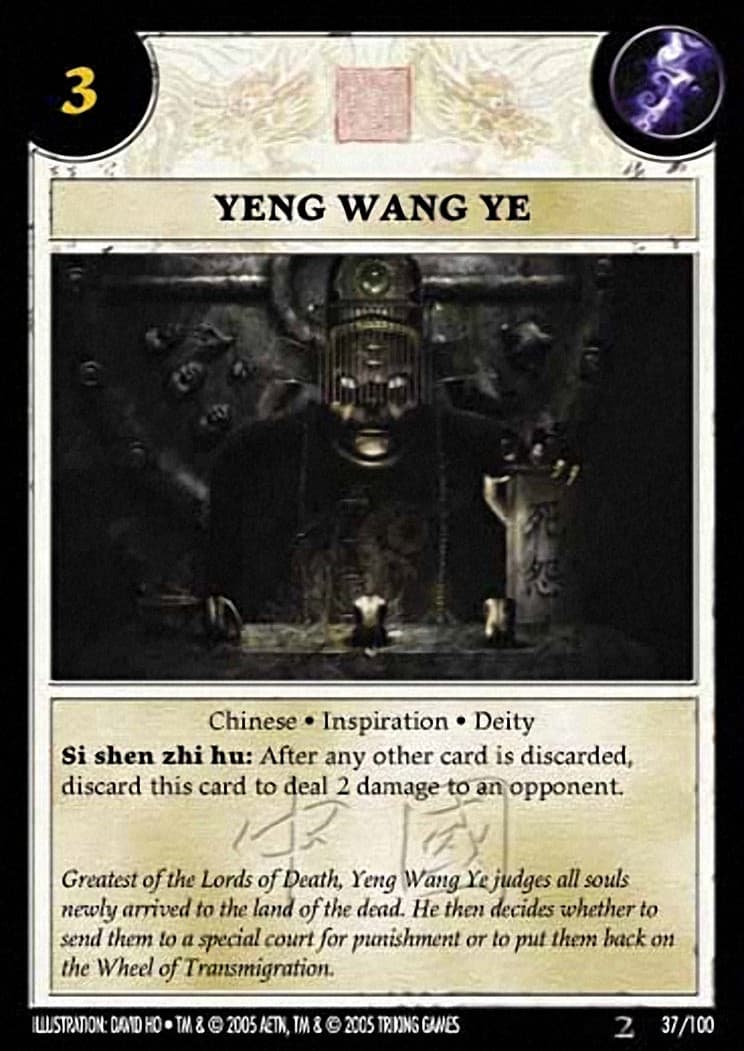 3
YENG WANG YE
死
怨
Chinese • Inspiration • Deity
Si shen zhi hu: After any other card is discarded,
discard this card to deal 2 damage to an opponent.
中國
Greatest of the Lords of Death, Yeng Wang Ye judges all souls
newly arrived to the land of the dead. He then decides whether to
send them to a special court for punishment or to put them back on
the Wheel of Transmigration.
ILLUSTRATION: DAVID HO • TM & © 2005 AETN, TM & © 2005 TRIKING GAMES
2 37/100